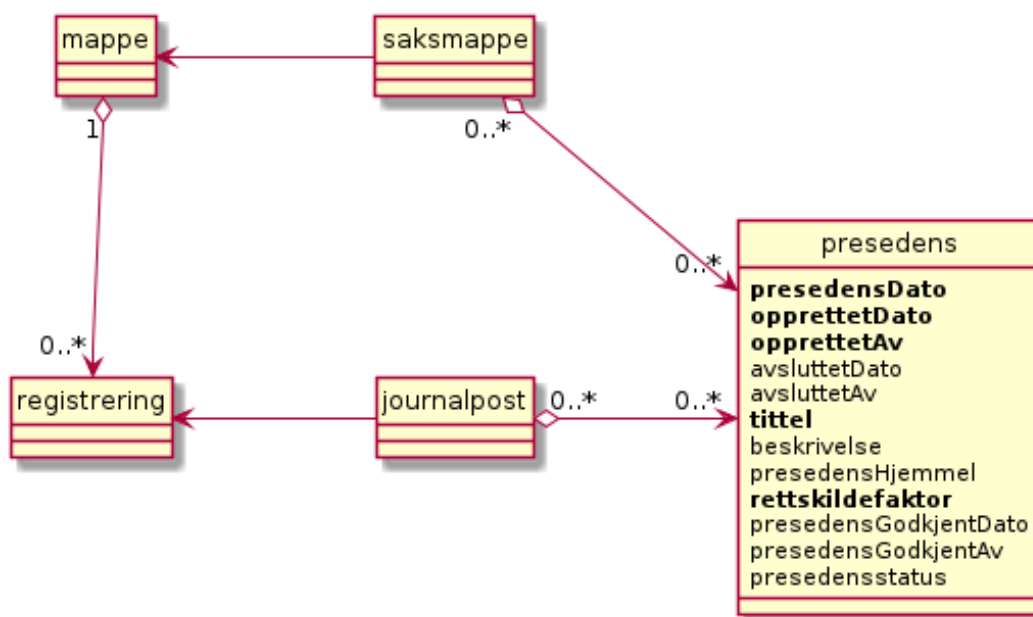 mappe
saksmappe
1
0..*
0..*
0..*
registrering
journalpost
0..*
0..*
presedens
presedensDato
opprettetDato
opprettetAv
avsluttetDato
avsluttetAv
tittel
beskrivelse
presedensHjemmel
rettskildefaktor
presedensGodkjentDato
presedensGodkjentAv
presedensstatus